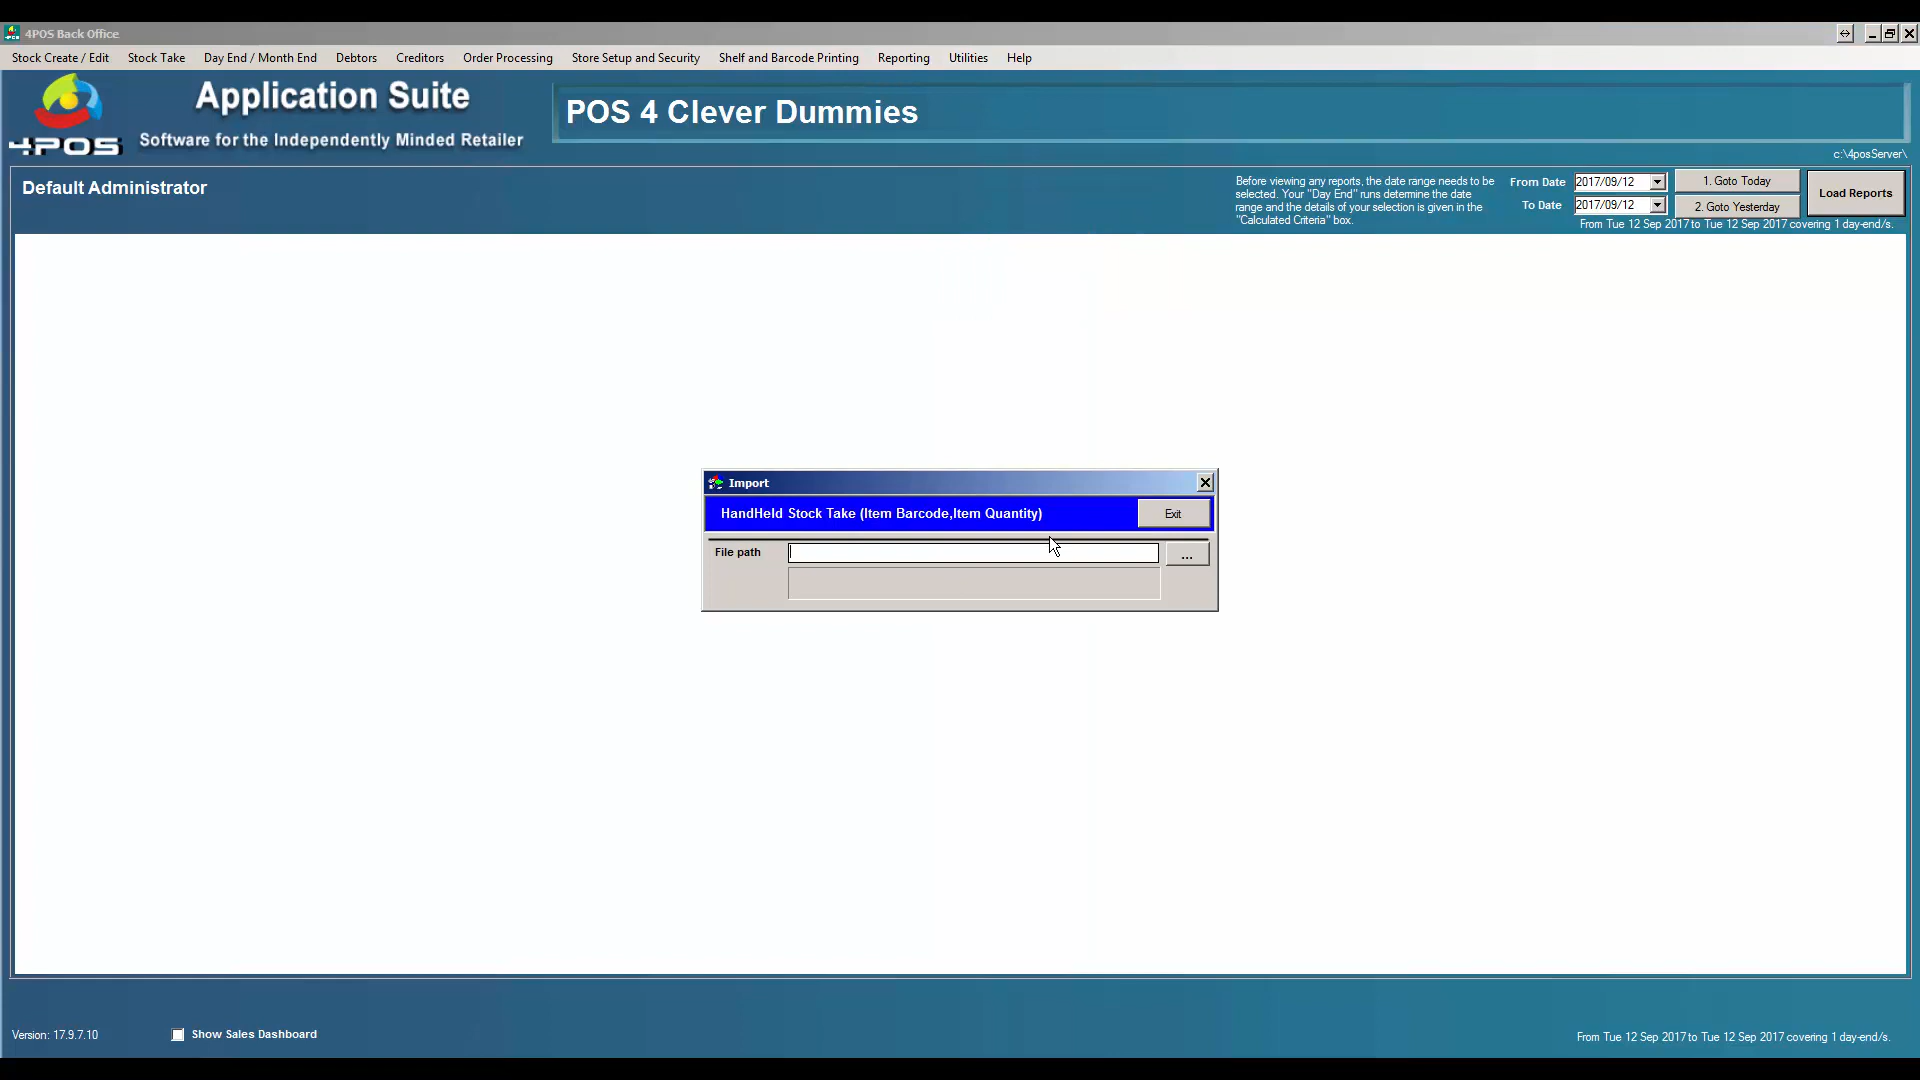 4POS Back Office
Stock Create / Edit Stock Take Day End / Month End Debtors Creditors Order Processing Store Setup and Security Shelf and Barcode Printing Reporting Utilities Help
Application Suite
4POS
Software for the Independently Minded Retailer
POS 4 Clever Dummies
c:\4posServer\
Default Administrator
Before viewing any reports, the date range needs to be
selected. Your "Day End" runs determine the date
range and the details of your selection is given in the
"Calculated Criteria" box.
From Date 2017/09/12 1. Goto Today
To Date 2017/09/12 2. Goto Yesterday
Load Reports
From Tue 12 Sep 2017 to Tue 12 Sep 2017 covering 1 day-end/s.
Import
HandHeld Stock Take (Item Barcode,Item Quantity) Exit
File path ...
Version: 17.9.7.10 Show Sales Dashboard
From Tue 12 Sep 2017 to Tue 12 Sep 2017 covering 1 day-end/s.